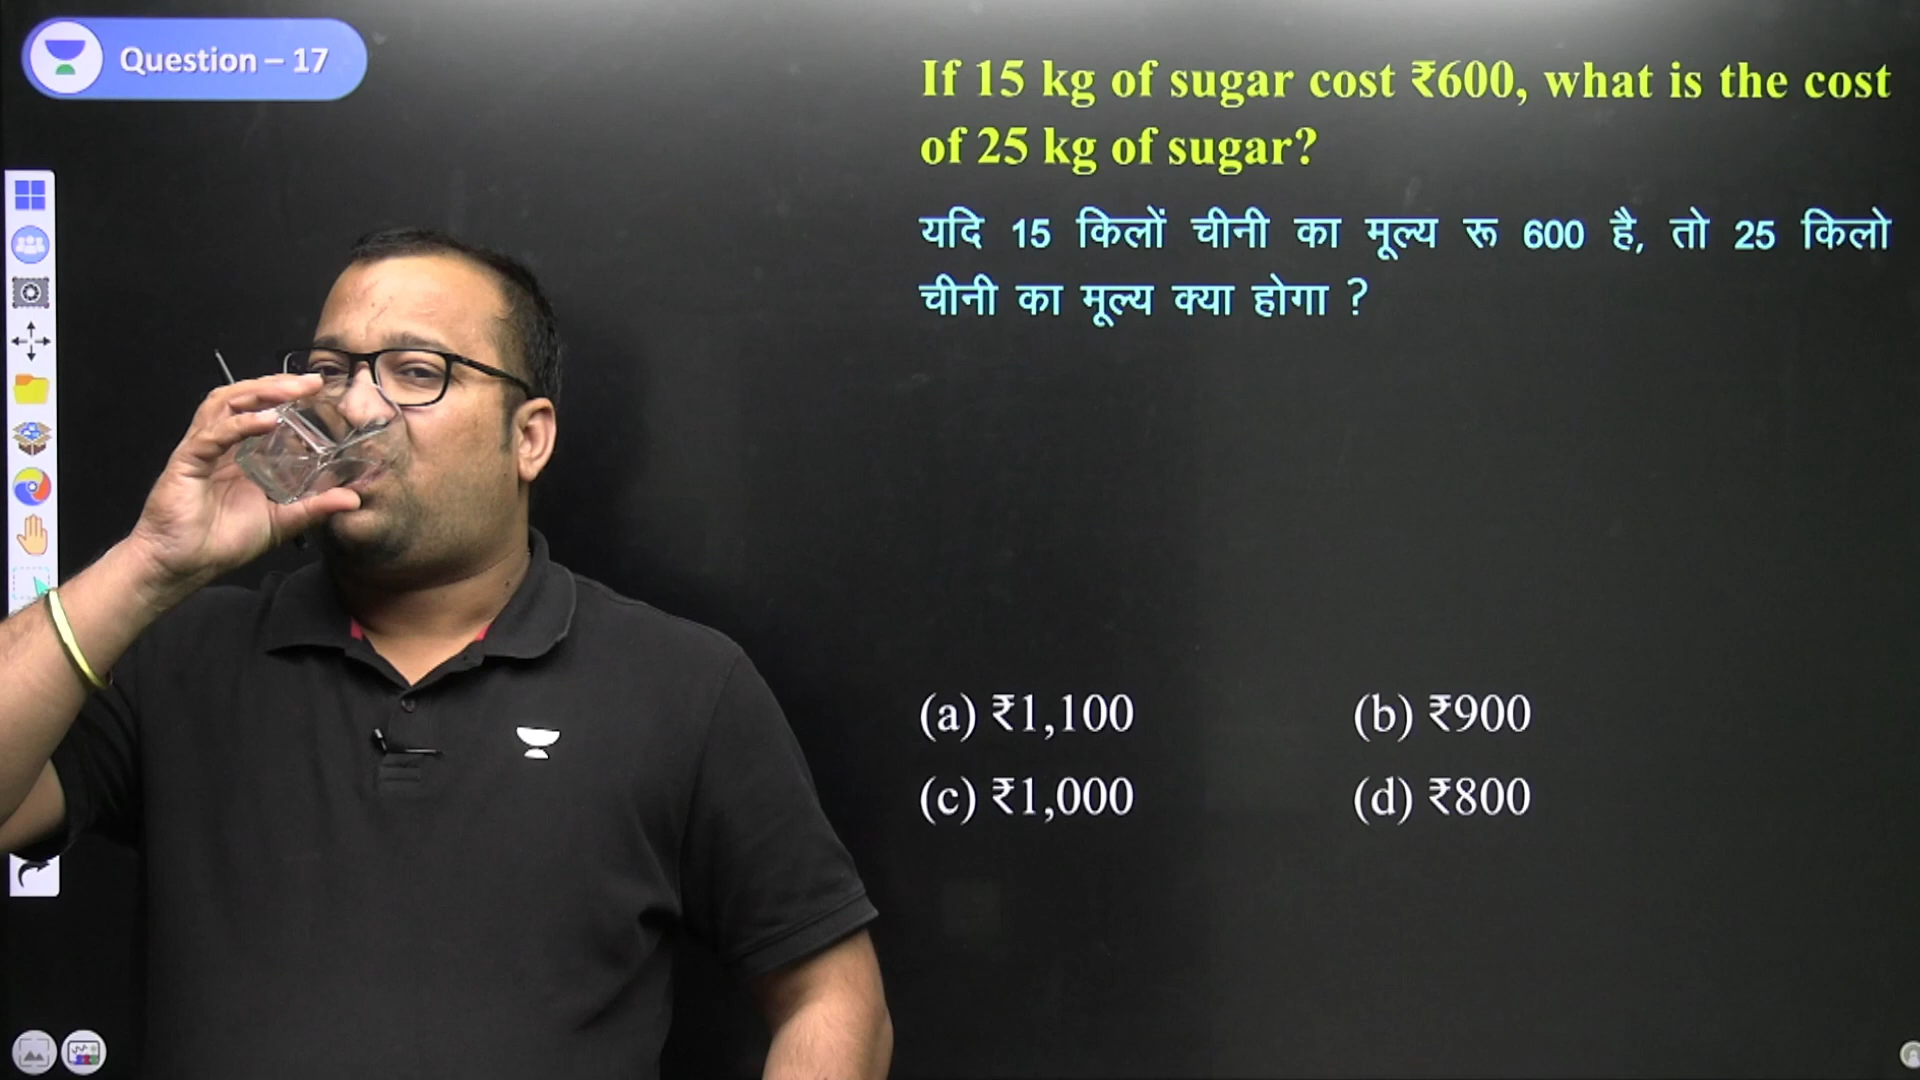 Question – 17
If 15 kg of sugar cost ₹600, what is the cost
of 25 kg of sugar?
यदि 15 किलों चीनी का मूल्य रू 600 है, तो 25 किलो
चीनी का मूल्य क्या होगा ?
(a) ₹1,100 (b) ₹900
(c) ₹1,000 (d) ₹800